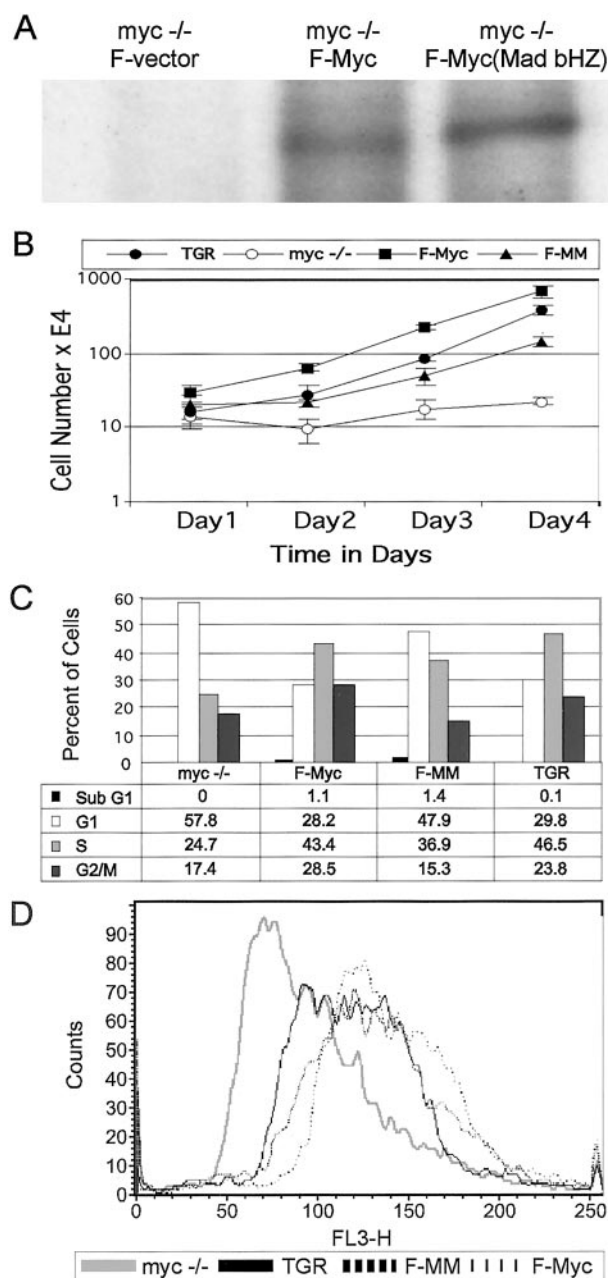 A
myc -/-
F-vector
myc -/-
F-Myc
myc -/-
F-Myc(Mad bHZ)
B
TGR myc -/- F-Myc F-MM
Cell Number x E4
1000
100
10
1
Day1 Day2 Day3 Day4
Time in Days
C
Percent of Cells
60
50
40
30
20
10
0
myc -/- F-Myc F-MM TGR
Sub G1 0 1.1 1.4 0.1
G1 57.8 28.2 47.9 29.8
S 24.7 43.4 36.9 46.5
G2/M 17.4 28.5 15.3 23.8
D
Counts
90
80
70
60
50
40
30
20
10
0
0 50 100 150 200 250
FL3-H
myc -/- TGR F-MM F-Myc